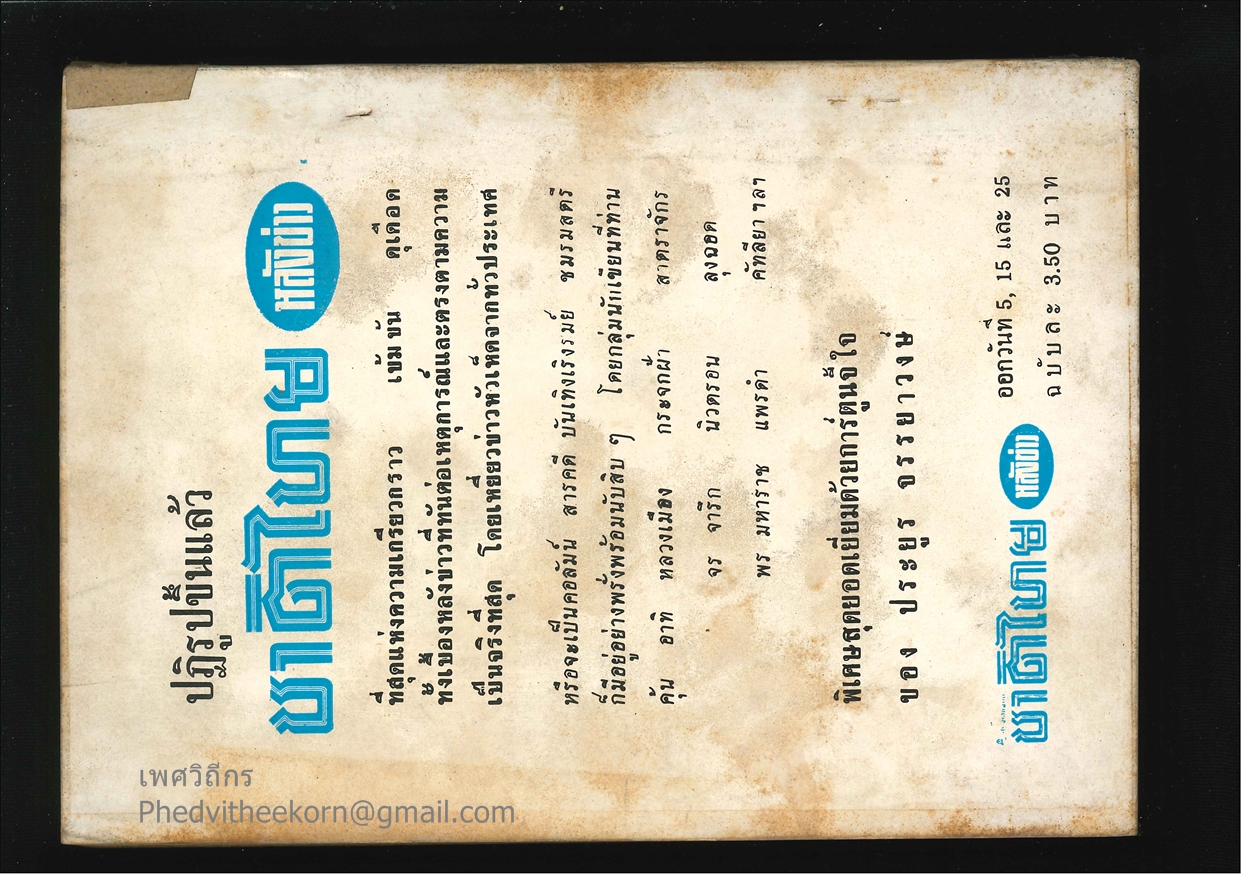 ปฏิรูปขึ้นแล้ว
ชาติไทย หลังข่าว
ที่สุดแห่งความเกรียวกราว เข้มข้น ดุเดือด
ทั้งเบื้องหลังข่าวที่ทันต่อเหตุการณ์และตรงตามความ
เป็นจริงที่สุด โดยเหยี่ยวข่าวหัวเห็ดจากทั่วประเทศ
หรือจะเป็นคอลัมน์ สารคดี บันเทิงเริงรมย์ ชมรมสตรี
ก็มีอยู่อย่างพรั่งพร้อมนับสิบ ๆ โดยกลุ่มนักเขียนที่ท่าน
คุ้น อาทิ หลวงเมือง กระจกฝ้า สาตราจักร
จร จารึก นิวตรอน ลุงฉอด
พร มหาราช แพรดำ คัทลียา ฯลฯ
พิเศษสุดยอดเยี่ยมด้วยการ์ตูนจี้ใจ
ของ ประยูร จรรยาวงษ์
ชาติไทย หลังข่าว
ออกวันที่ 5, 15 และ 25
ฉบับละ 3.50 บาท
เพศวิถีกร
Phedvitheekorn@gmail.com